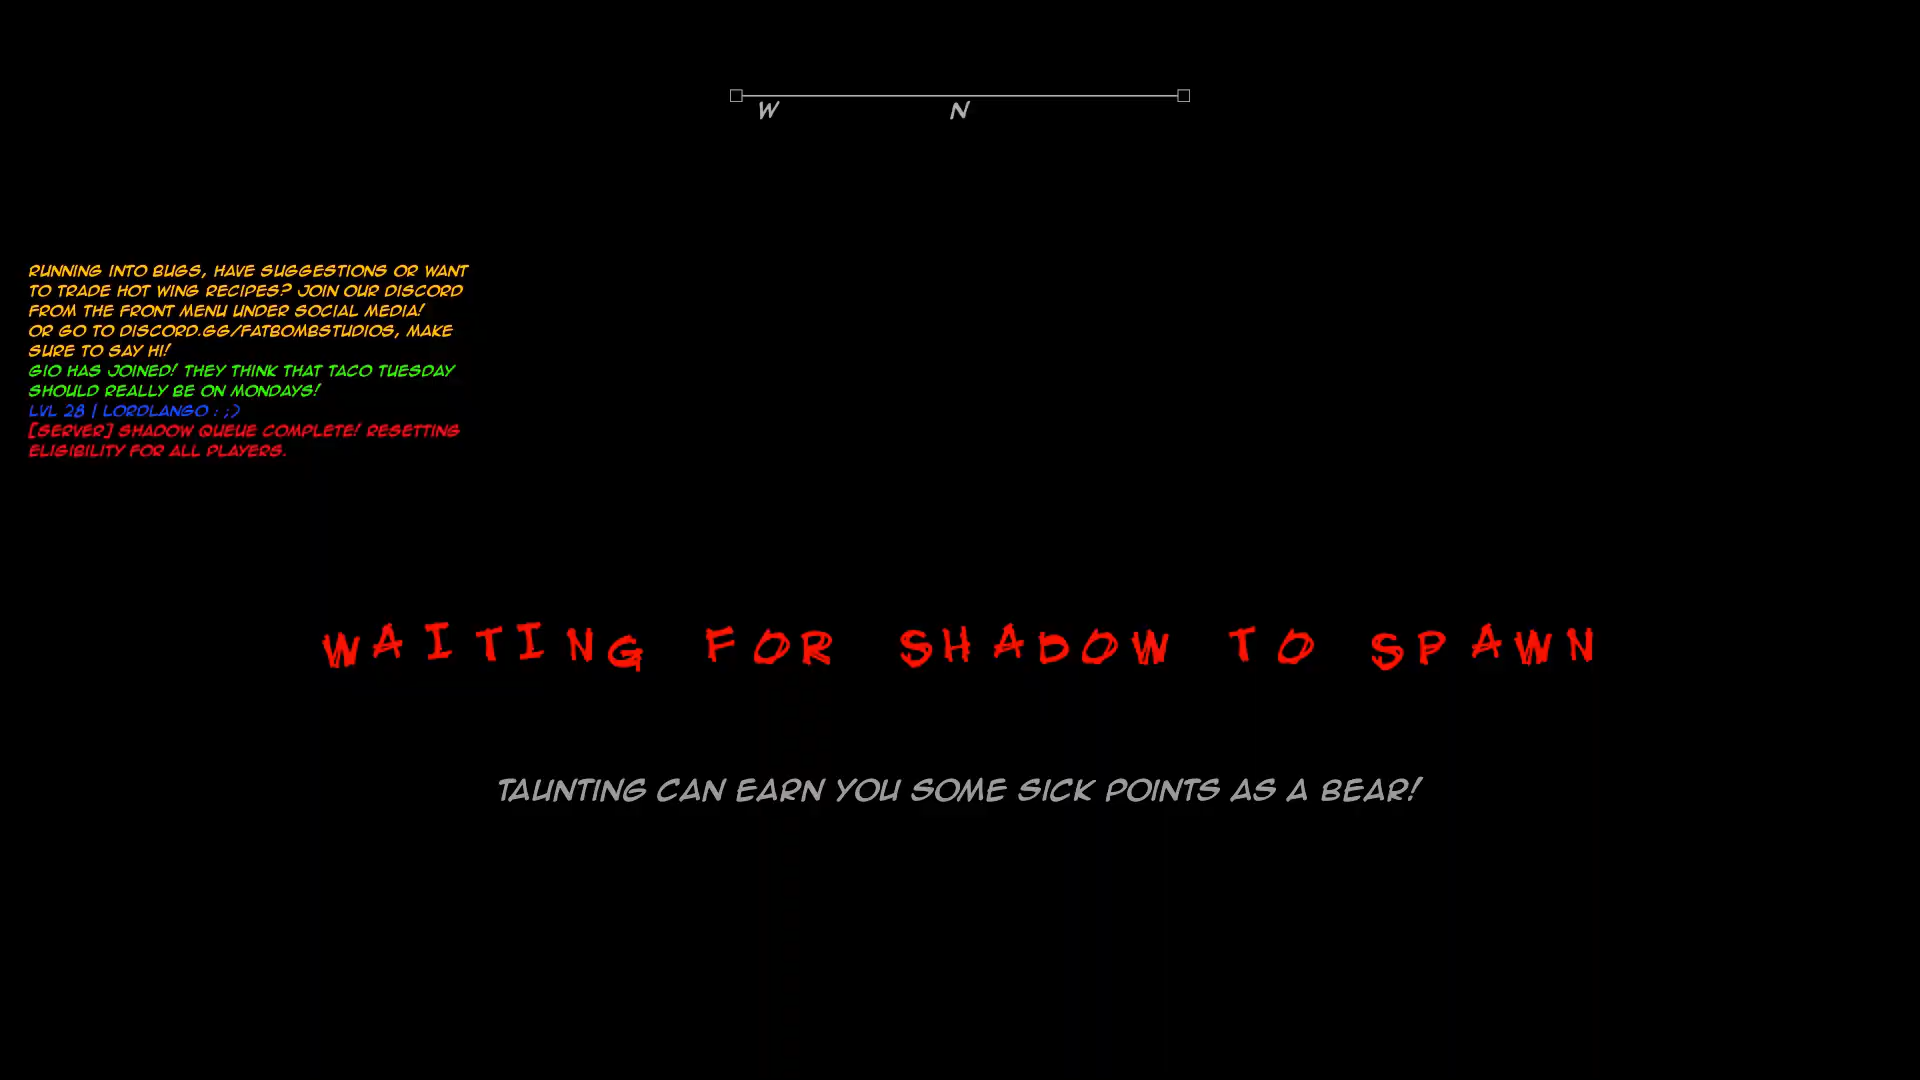 W N
RUNNING INTO BUGS, HAVE SUGGESTIONS OR WANT
TO TRADE HOT WING RECIPES? JOIN OUR DISCORD
FROM THE FRONT MENU UNDER SOCIAL MEDIA!
OR GO TO DISCORD.GG/FATBOMBSTUDIOS, MAKE
SURE TO SAY HI!
GIO HAS JOINED! THEY THINK THAT TACO TUESDAY
SHOULD REALLY BE ON MONDAYS!
LVL 28 | LORDLANGO : ;)
[SERVER] SHADOW QUEUE COMPLETE! RESETTING
ELIGIBILITY FOR ALL PLAYERS.
WAITING FOR SHADOW TO SPAWN
TAUNTING CAN EARN YOU SOME SICK POINTS AS A BEAR!